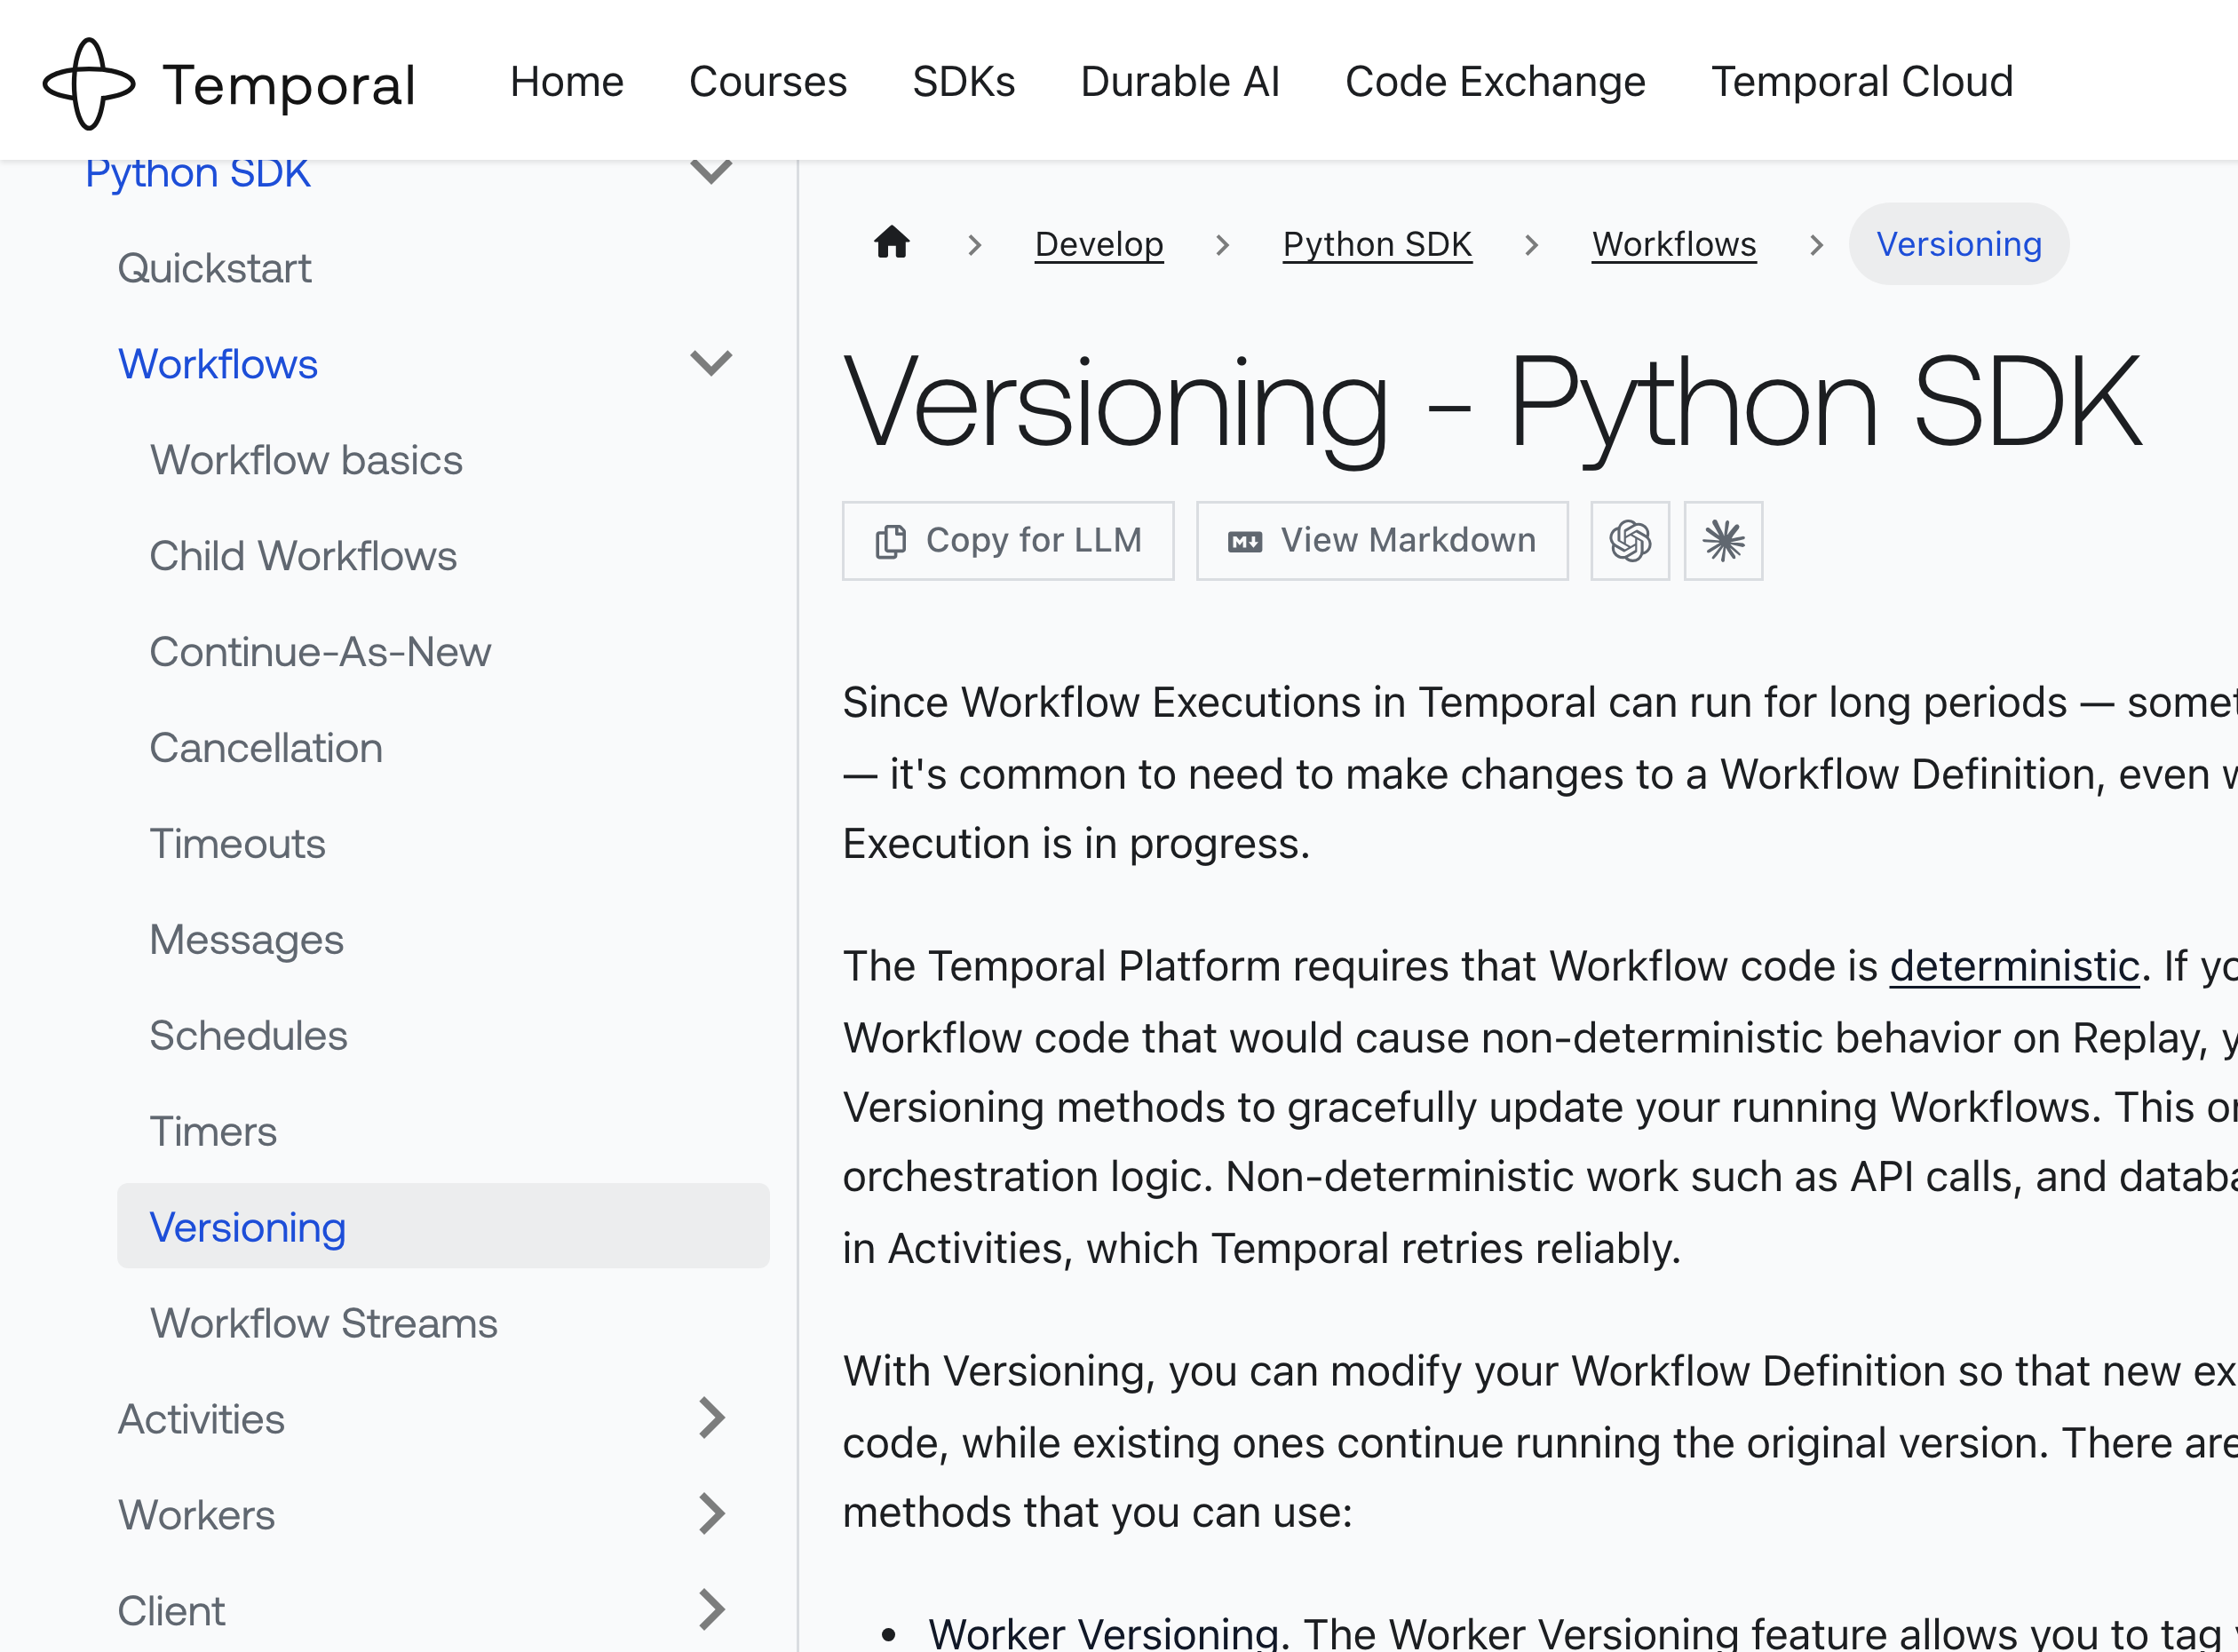 Temporal
Home Courses SDKs Durable AI Code Exchange Temporal Cloud
Python SDK
Quickstart
Workflows
Workflow basics
Child Workflows
Continue-As-New
Cancellation
Timeouts
Messages
Schedules
Timers
Versioning
Workflow Streams
Activities
Workers
Client
Develop Python SDK Workflows Versioning
Versioning - Python SDK
Copy for LLM View Markdown
Since Workflow Executions in Temporal can run for long periods —
— it's common to need to make changes to a Workflow Definition, even
Execution is in progress.
The Temporal Platform requires that Workflow code is deterministic. If
Workflow code that would cause non-deterministic behavior on Replay,
Versioning methods to gracefully update your running Workflows. This
orchestration logic. Non-deterministic work such as API calls, and
in Activities, which Temporal retries reliably.
With Versioning, you can modify your Workflow Definition so that new
code, while existing ones continue running the original version. There are
methods that you can use:
• Worker Versioning. The Worker Versioning feature allows you to tag